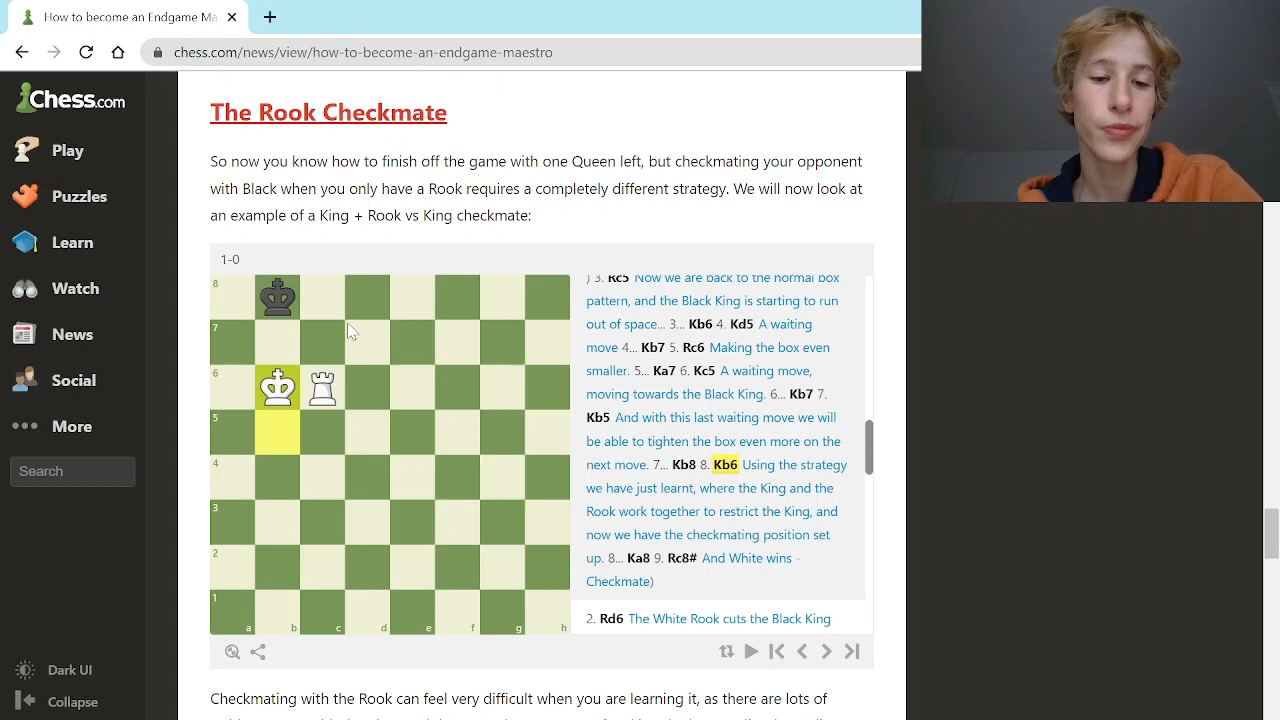 How to become an Endgame Ma
chess.com/news/view/how-to-become-an-endgame-maestro
Chess.com
Play
Puzzles
Learn
Watch
News
Social
More
Search
Dark UI
Collapse
The Rook Checkmate
So now you know how to finish off the game with one Queen left, but checkmating your opponent
with Black when you only have a Rook requires a completely different strategy. We will now look at
an example of a King + Rook vs King checkmate:
1-0
8
7
6
5
4
3
2
1
a b c d e f g h
) 3. Rc5 Now we are back to the normal box
pattern, and the Black King is starting to run
out of space... 3... Kb6 4. Kd5 A waiting
move 4... Kb7 5. Rc6 Making the box even
smaller. 5... Ka7 6. Kc5 A waiting move,
moving towards the Black King. 6... Kb7 7.
Kb5 And with this last waiting move we will
be able to tighten the box even more on the
next move. 7... Kb8 8. Kb6 Using the strategy
we have just learnt, where the King and the
Rook work together to restrict the King, and
now we have the checkmating position set
up. 8... Ka8 9. Rc8# And White wins -
Checkmate)
2. Rd6 The White Rook cuts the Black King
Checkmating with the Rook can feel very difficult when you are learning it, as there are lots of